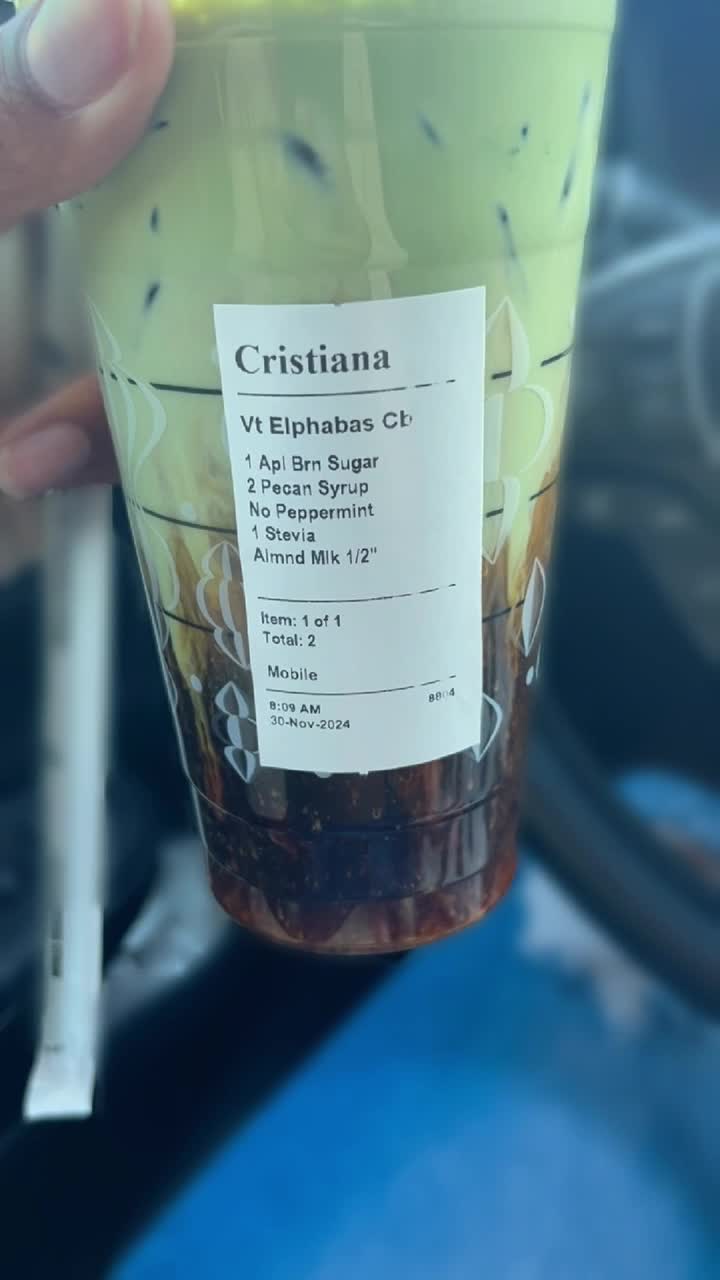 Cristiana
Vt Elphabas Cb
1 Apl Brn Sugar
2 Pecan Syrup
No Peppermint
1 Stevia
Almnd Mlk 1/2"
Item: 1 of 1
Total: 2
Mobile
8:09 AM 8804
30-Nov-2024